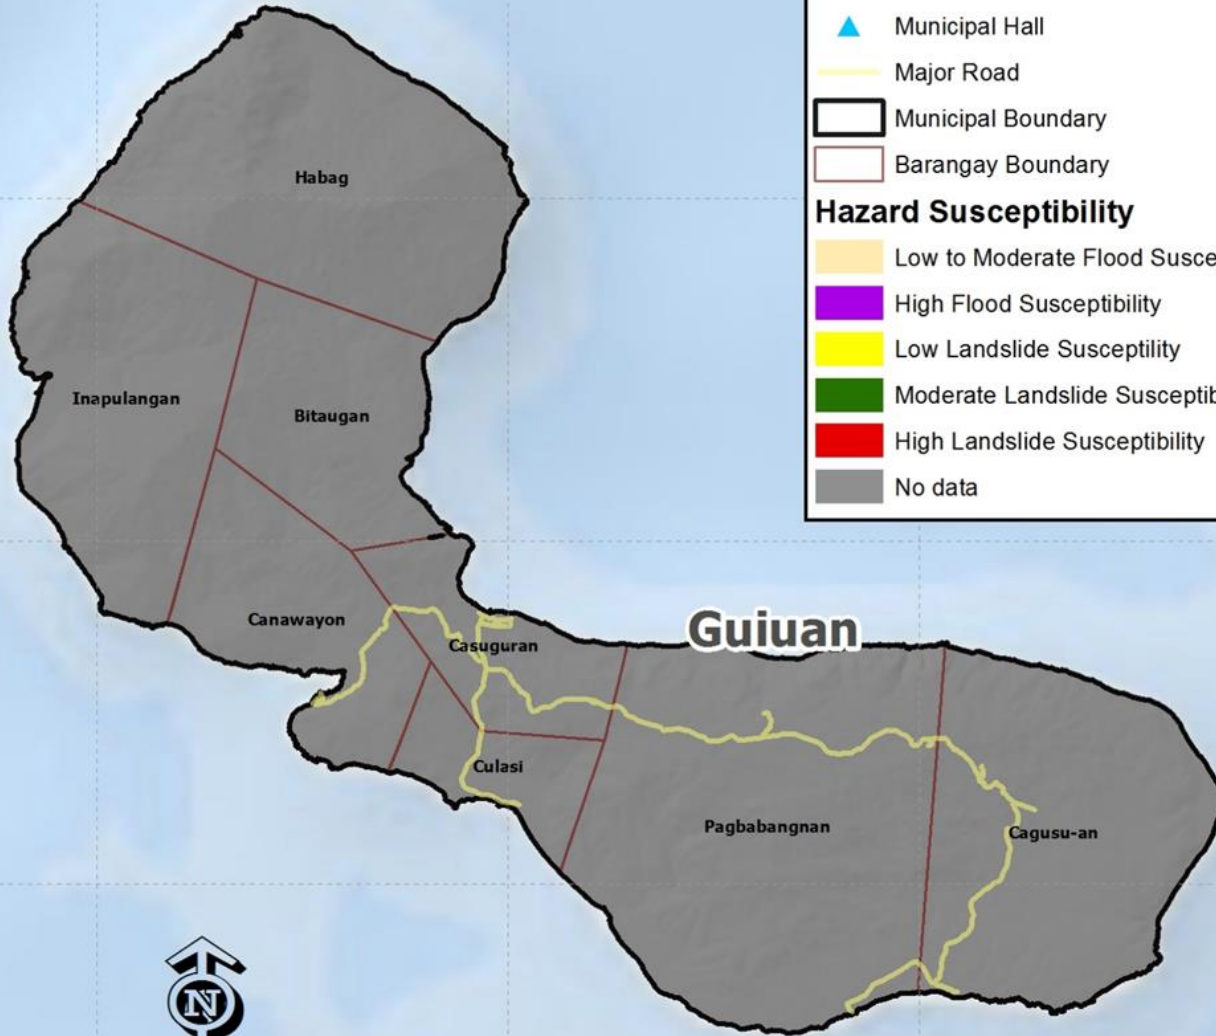 Municipal Hall
Major Road
Municipal Boundary
Barangay Boundary
Hazard Susceptibility
Low to Moderate Flood Susce
High Flood Susceptibility
Low Landslide Susceptility
Moderate Landslide Susceptib
High Landslide Susceptibility
No data
Habag
Inapulangan
Bitaugan
Canawayon
Casuguran
Guiuan
Culasi
Pagbabangnan
Cagusu-an
N